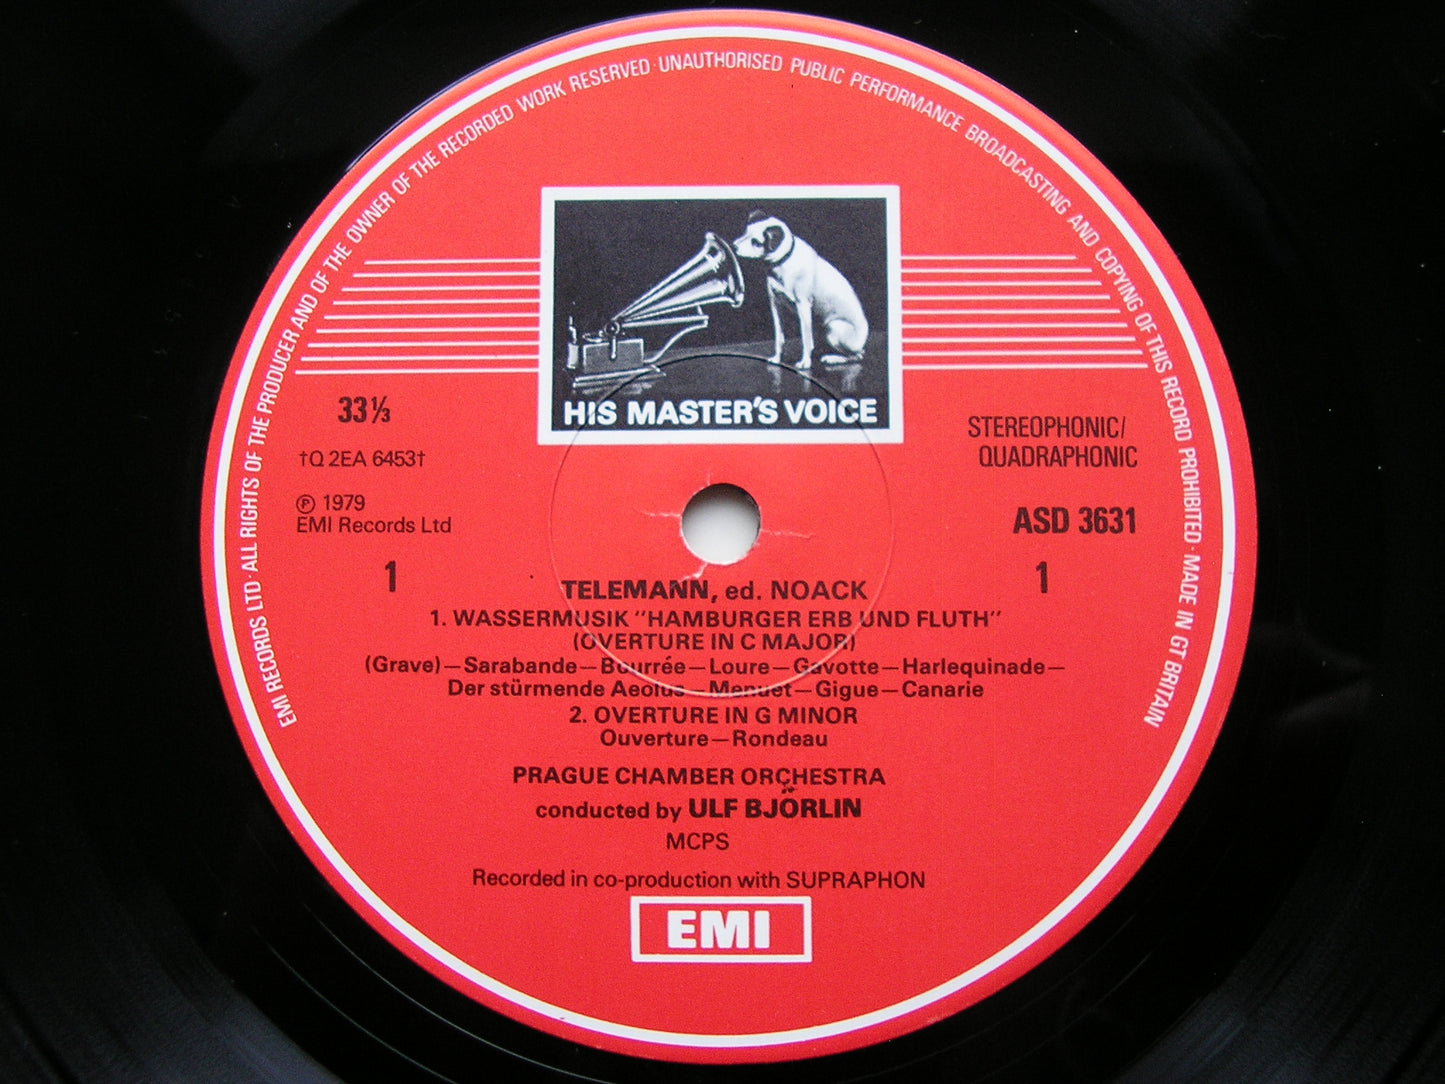 EMI RECORDS LTD · ALL RIGHTS OF THE PRODUCER AND OF THE OWNER OF THE RECORDED WORK RESERVED · UNAUTHORISED PUBLIC PERFORMANCE BROADCASTING AND COPYING OF THIS RECORD PROHIBITED · MADE IN GT BRITAIN
HIS MASTER'S VOICE
33⅓
†Q 2EA 6453†
℗ 1979
EMI Records Ltd
1
STEREOPHONIC/
QUADRAPHONIC
ASD 3631
1
TELEMANN, ed. NOACK
1. WASSERMUSIK "HAMBURGER ERB UND FLUTH"
(OVERTURE IN C MAJOR)
(Grave)—Sarabande—Bourrée—Loure—Gavotte—Harlequinade—
Der stürmende Aeolus—Menuet—Gigue—Canarie
2. OVERTURE IN G MINOR
Ouverture—Rondeau
PRAGUE CHAMBER ORCHESTRA
conducted by ULF BJÖRLIN
MCPS
Recorded in co-production with SUPRAPHON
EMI